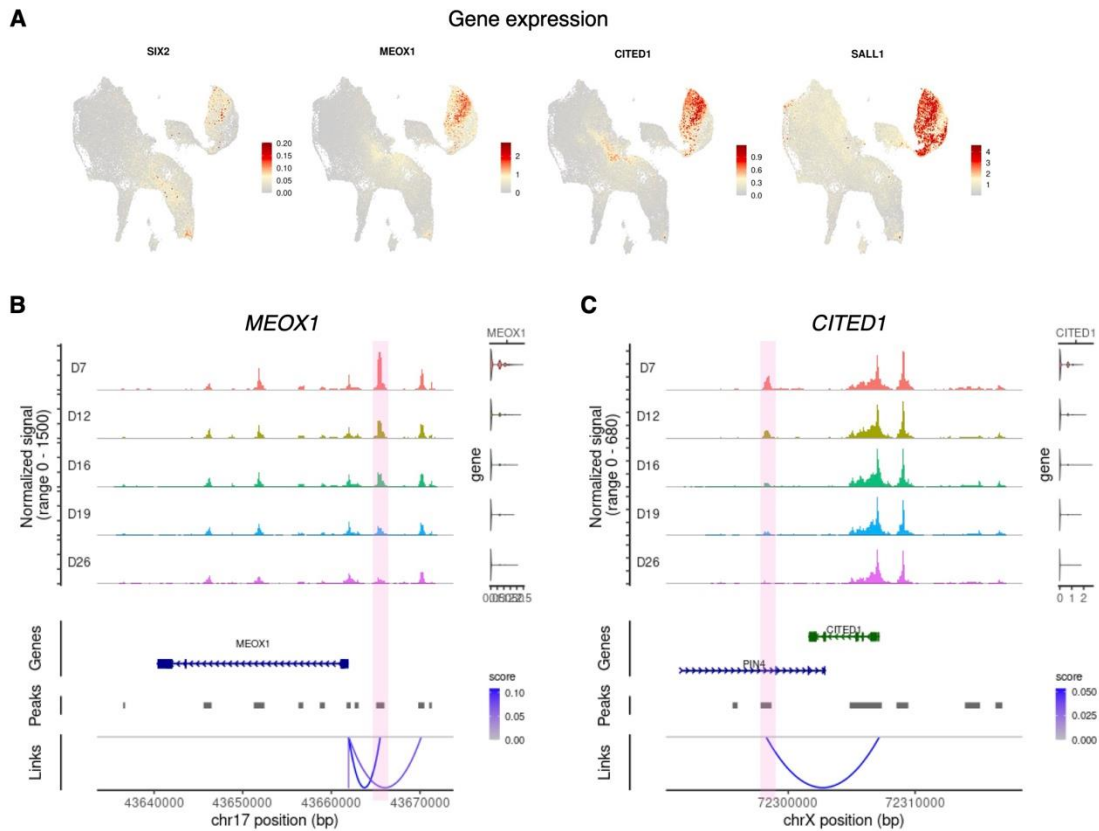 A
Gene expression
SIX2
MEOX1
CITED1
SALL1
0.20
0.15
0.10
0.05
0.00
2
1
0
0.9
0.6
0.3
0.0
4
3
2
1
B
MEOX1
MEOX1
D7
D12
D16
D19
D26
Normalized signal
(range 0 - 1500)
gene
Genes
MEOX1
Peaks
Links
score
0.10
0.05
0.00
43640000
43650000
43660000
43670000
chr17 position (bp)
C
CITED1
CITED1
D7
D12
D16
D19
D26
Normalized signal
(range 0 - 680)
gene
0 1 2
Genes
CITED1
PIN4
Peaks
Links
score
0.050
0.025
0.000
72300000
72310000
chrX position (bp)